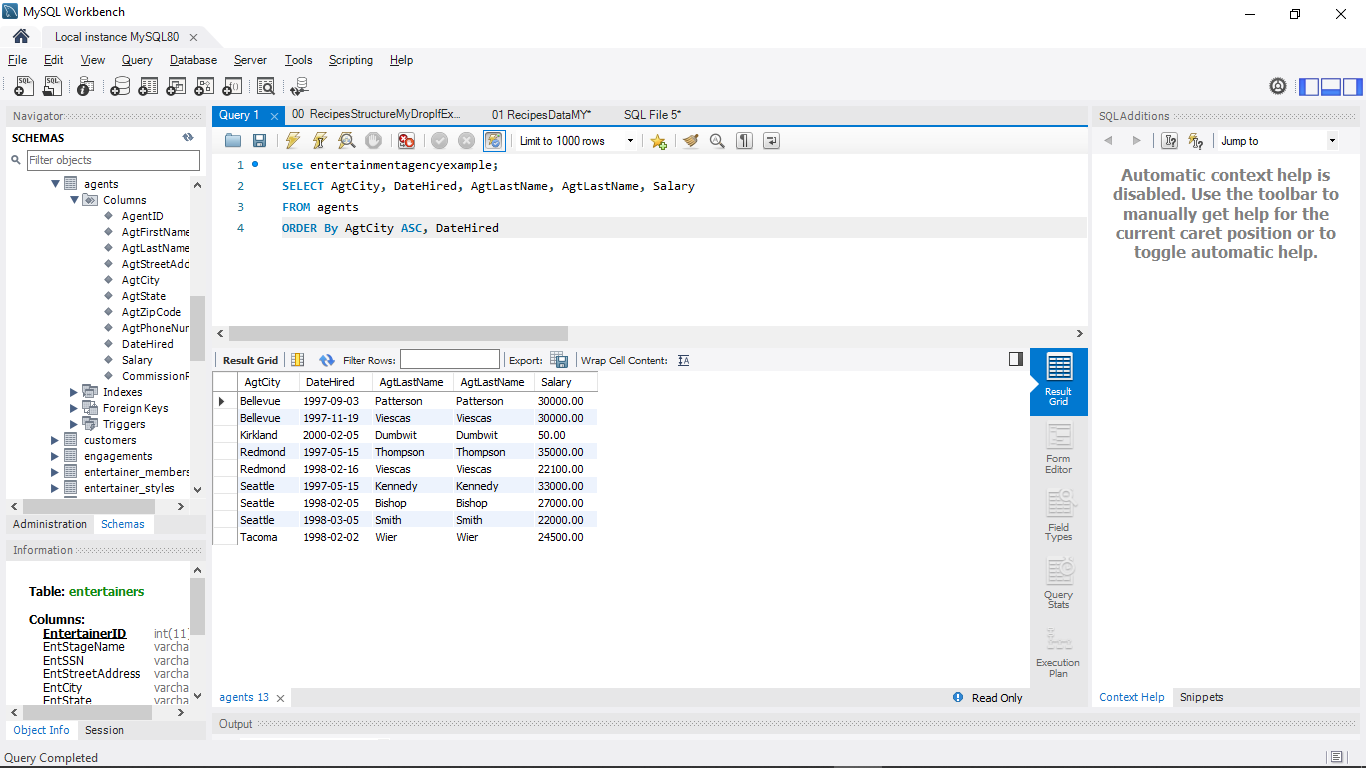 MySQL Workbench
Local instance MySQL80
File Edit View Query Database Server Tools Scripting Help
Navigator
SCHEMAS
Filter objects
agents
Columns
AgentID
AgtFirstName
AgtLastName
AgtStreetAdd
AgtCity
AgtState
AgtZipCode
AgtPhoneNur
DateHired
Salary
CommissionF
Indexes
Foreign Keys
Triggers
customers
engagements
entertainer_members
entertainer_styles
Administration Schemas
Information
Table: entertainers
Columns:
EntertainerID int(11)
EntStageName varcha
EntSSN varcha
EntStreetAddress varcha
EntCity varcha
EntState varcha
Object Info Session
Query Completed
Query 1 00 RecipesStructureMyDropIfEx... 01 RecipesDataMY* SQL File 5*
Limit to 1000 rows
1 use entertainmentagencyexample;
2 SELECT AgtCity, DateHired, AgtLastName, AgtLastName, Salary
3 FROM agents
4 ORDER By AgtCity ASC, DateHired
Result Grid Filter Rows: Export: Wrap Cell Content:
AgtCity DateHired AgtLastName AgtLastName Salary
Bellevue 1997-09-03 Patterson Patterson 30000.00
Bellevue 1997-11-19 Viescas Viescas 30000.00
Kirkland 2000-02-05 Dumbwit Dumbwit 50.00
Redmond 1997-05-15 Thompson Thompson 35000.00
Redmond 1998-02-16 Viescas Viescas 22100.00
Seattle 1997-05-15 Kennedy Kennedy 33000.00
Seattle 1998-02-05 Bishop Bishop 27000.00
Seattle 1998-03-05 Smith Smith 22000.00
Tacoma 1998-02-02 Wier Wier 24500.00
Result
Grid
Form
Editor
Field
Types
Query
Stats
Execution
Plan
agents 13
Read Only
Output
SQLAdditions
Jump to
Automatic context help is
disabled. Use the toolbar to
manually get help for the
current caret position or to
toggle automatic help.
Context Help Snippets